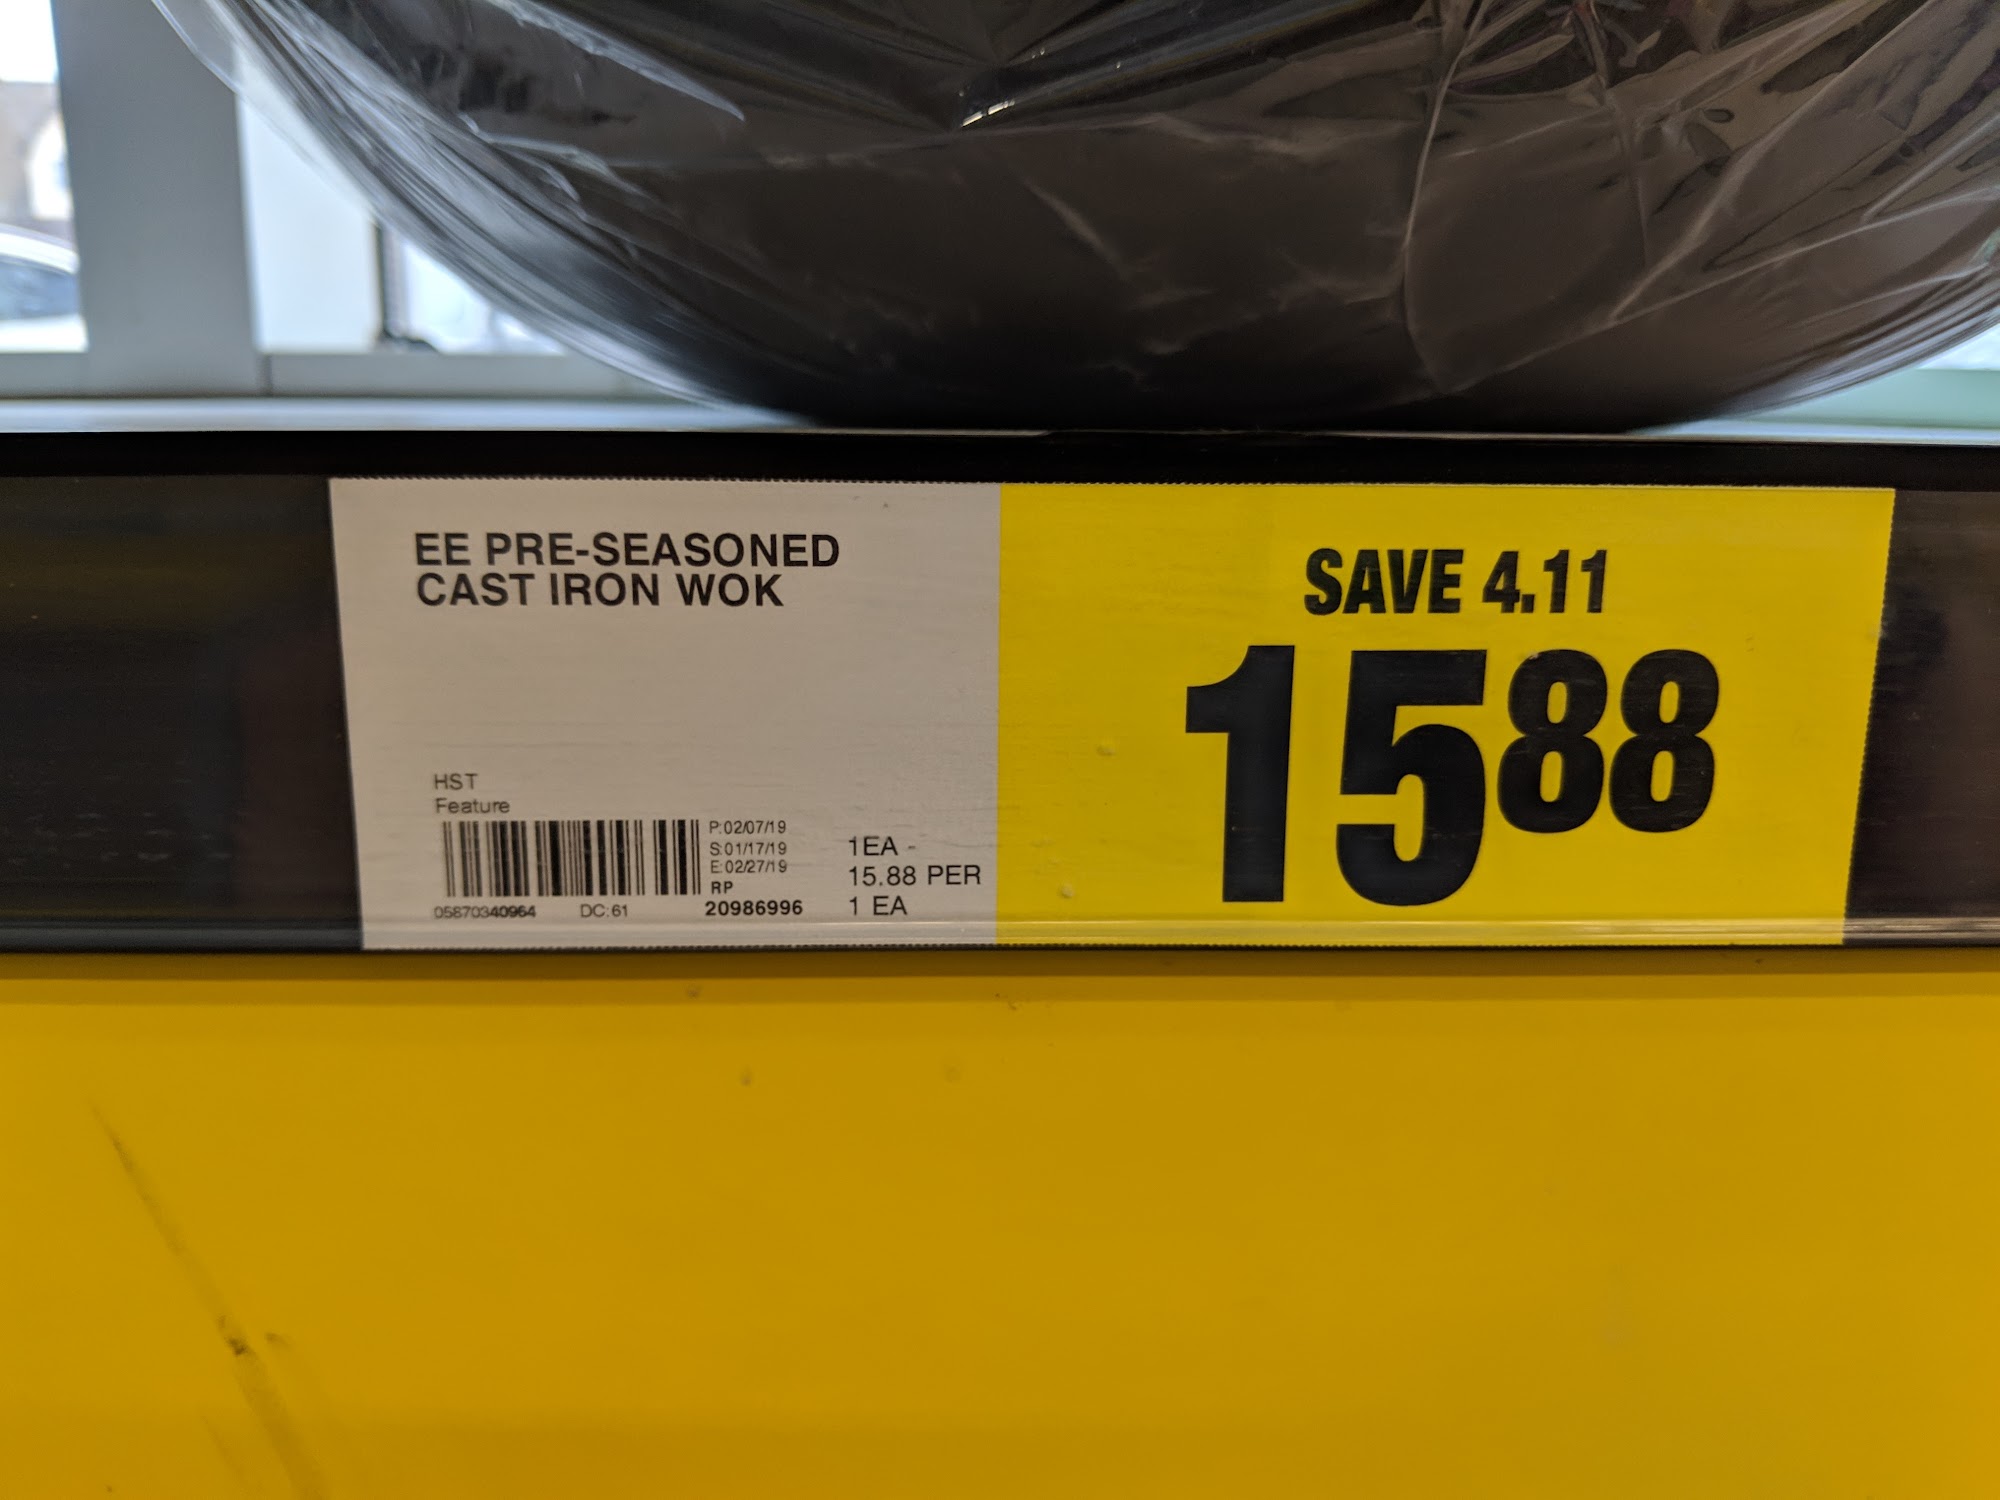 EE PRE-SEASONED
CAST IRON WOK
HST
Feature
P:02/07/19
S:01/17/19
E:02/27/19
RP
05870340964 DC:61 20986996
1EA -
15.88 PER
1 EA
SAVE 4.11
1588